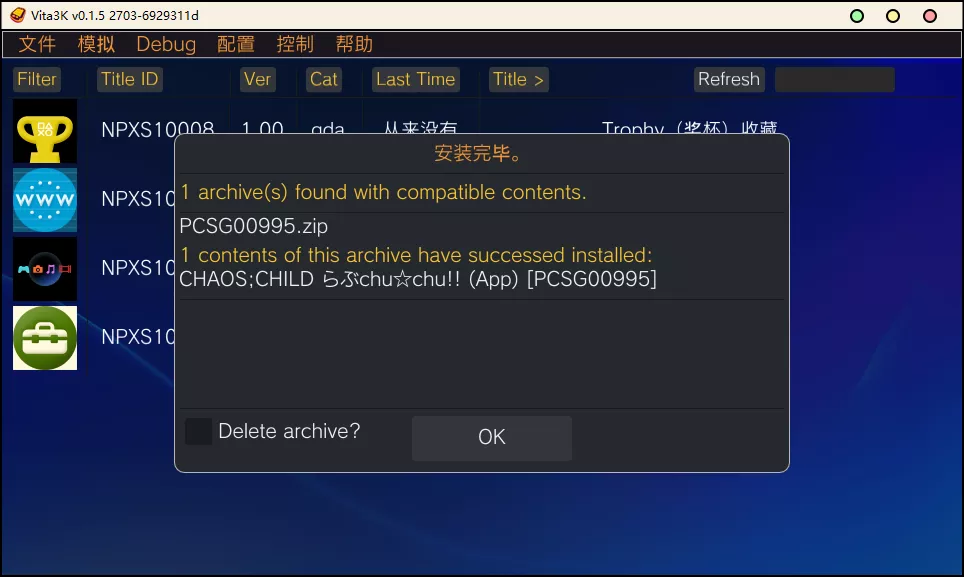 Vita3K v0.1.5 2703-6929311d
文件 模拟 Debug 配置 控制 帮助
Filter Title ID Ver Cat Last Time Title > Refresh
NPXS10008 1.00 gda 从来没有 Trophy（奖杯）收藏
安装完毕。
1 archive(s) found with compatible contents.
www NPXS10
PCSG00995.zip
1 contents of this archive have successed installed:
NPXS10
CHAOS;CHILD らぶchu☆chu!! (App) [PCSG00995]
NPXS10
Delete archive?
OK